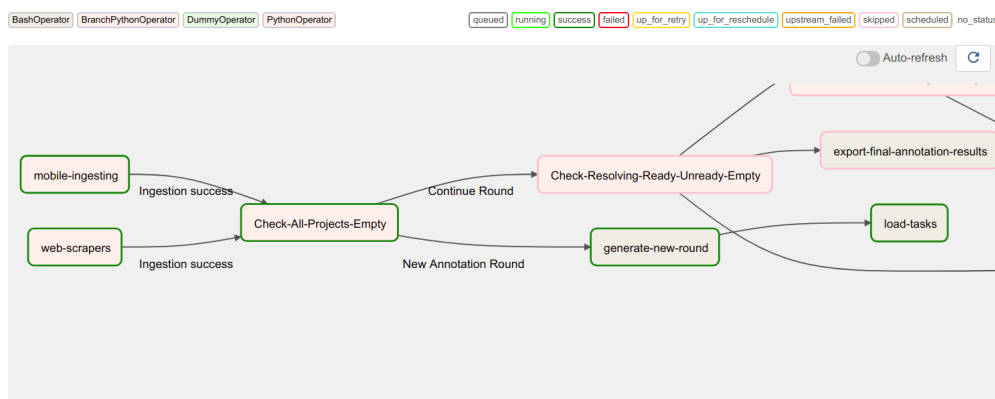 BashOperator BranchPythonOperator DummyOperator PythonOperator queued running success failed up_for_retry up_for_reschedule upstream_failed skipped scheduled no_status
Auto-refresh
export-final-annotation-results
mobile-ingesting
Check-Resolving-Ready-Unready-Empty
Ingestion success
Continue Round
Check-All-Projects-Empty
load-tasks
web-scrapers
generate-new-round
Ingestion success
New Annotation Round